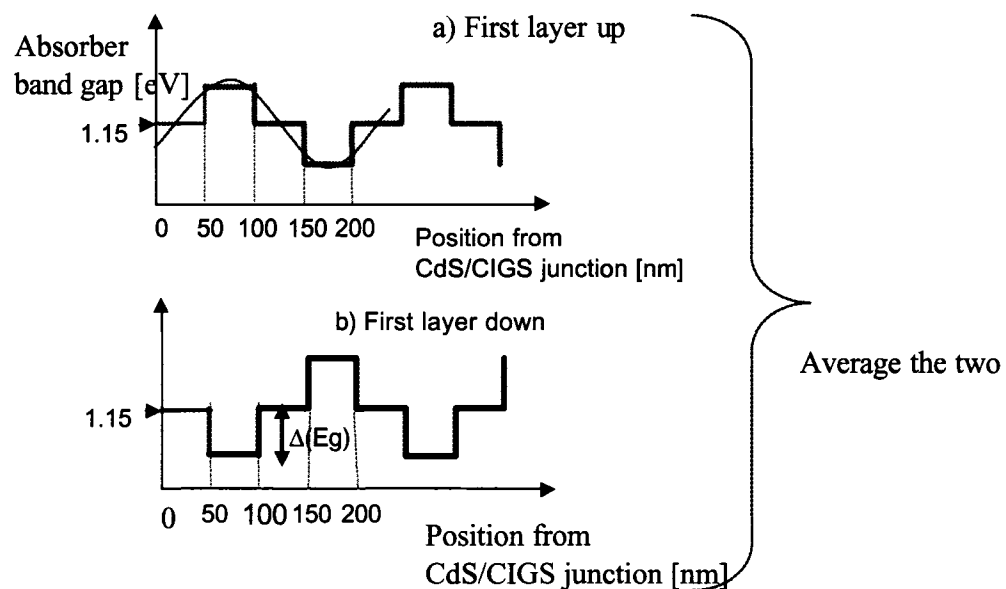 a) First layer up
Absorber
band gap [eV]
1.15
0 50 100 150 200
Position from
CdS/CIGS junction [nm]
b) First layer down
Average the two
1.15
Δ(Eg)
0 50 100 150 200
Position from
CdS/CIGS junction [nm]